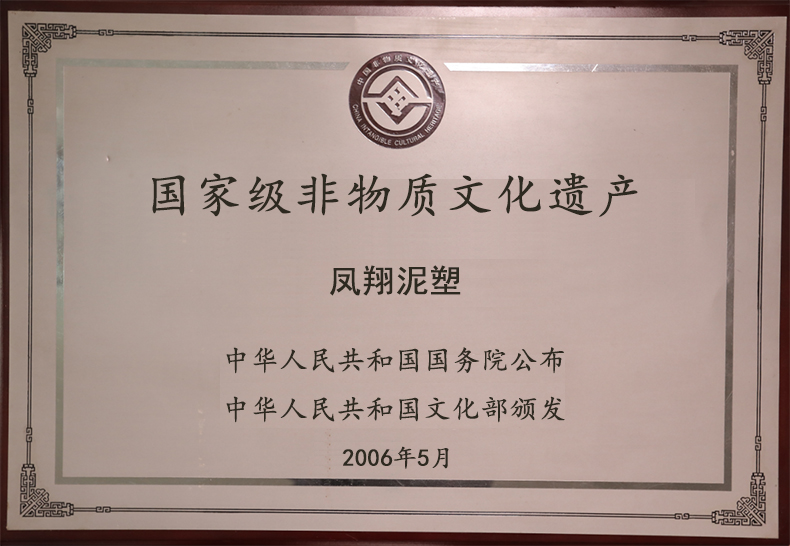 中国非物质文化遗产
CHINA INTANGIBLE CULTURAL HERITAGE
国家级非物质文化遗产
凤翔泥塑
中华人民共和国国务院公布
中华人民共和国文化部颁发
2006年5月